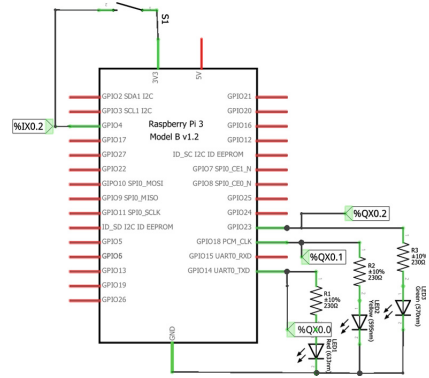 S1
3V3
5V
GPIO2 SDA1 I2C
GPIO3 SCL1 I2C
GPIO4
GPIO17
GPIO27
GPIO22
GIPO10 SPI0_MOSI
GPIO9 SPI0_MISO
GPIO11 SPI0_SCLK
ID_SD I2C ID EEPROM
GPIO5
GPIO6
GPIO13
GPIO19
GPIO26
Raspberry Pi 3
Model B v1.2
GPIO21
GPIO20
GPIO16
GPIO12
ID_SC I2C ID EEPROM
GPIO7 SPI0_CE1_N
GPIO8 SPI0_CE0_N
GPIO25
GPIO24
GPIO23
GPIO18 PCM_CLK
GPIO15 UART0_RXD
GPIO14 UART0_TXD
GND
%IX0.2
%QX0.2
%QX0.1
%QX0.0
R1
±10%
230Ω
R2
±10%
230Ω
R3
±10%
230Ω
LED1
Red (633nm)
LED2
Yellow (595nm)
LED3
Green (570nm)